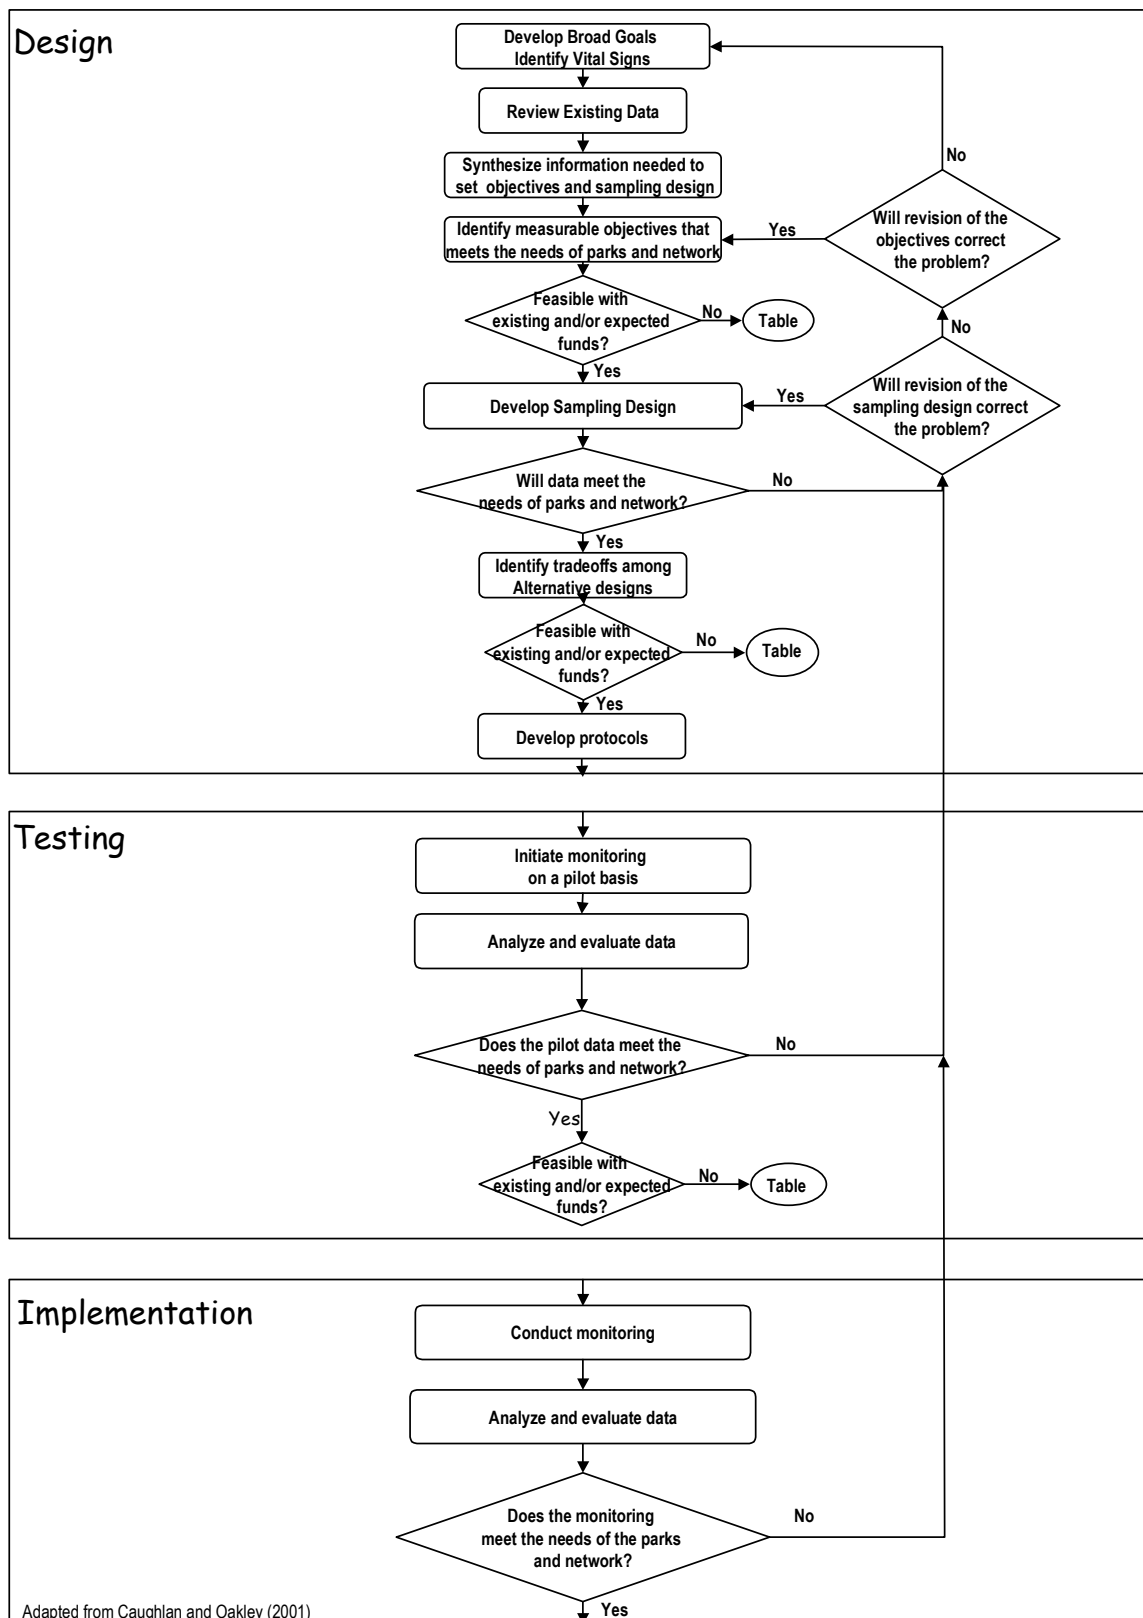 Design
Develop Broad Goals
Identify Vital Signs
Review Existing Data
Synthesize information needed to
set objectives and sampling design
Identify measurable objectives that
meets the needs of parks and network
Yes
Will revision of the
objectives correct
the problem?
No
Feasible with
existing and/or expected
funds?
No
Table
Yes
No
Develop Sampling Design
Yes
Will revision of the
sampling design correct
the problem?
Will data meet the
needs of parks and network?
No
Yes
Identify tradeoffs among
Alternative designs
Feasible with
existing and/or expected
funds?
No
Table
Yes
Develop protocols
Testing
Initiate monitoring
on a pilot basis
Analyze and evaluate data
Does the pilot data meet the
needs of parks and network?
No
Yes
Feasible with
existing and/or expected
funds?
No
Table
Implementation
Conduct monitoring
Analyze and evaluate data
Does the monitoring
meet the needs of the parks
and network?
No
Yes
Adapted from Caughlan and Oakley (2001)